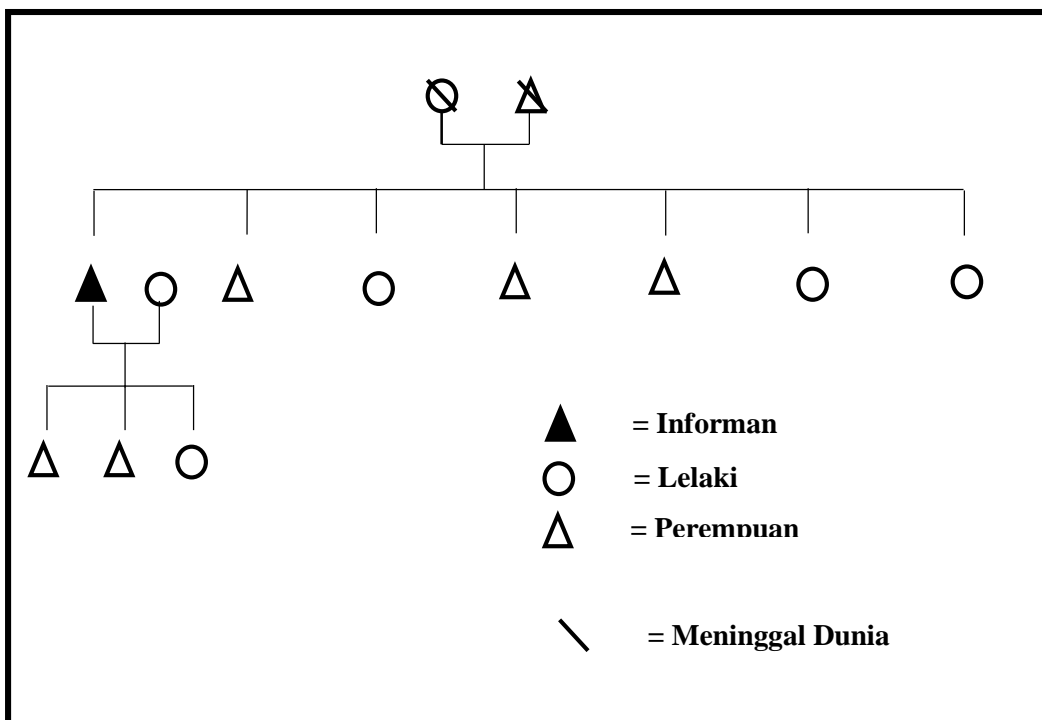 = Informan
= Lelaki
= Perempuan
= Meninggal Dunia